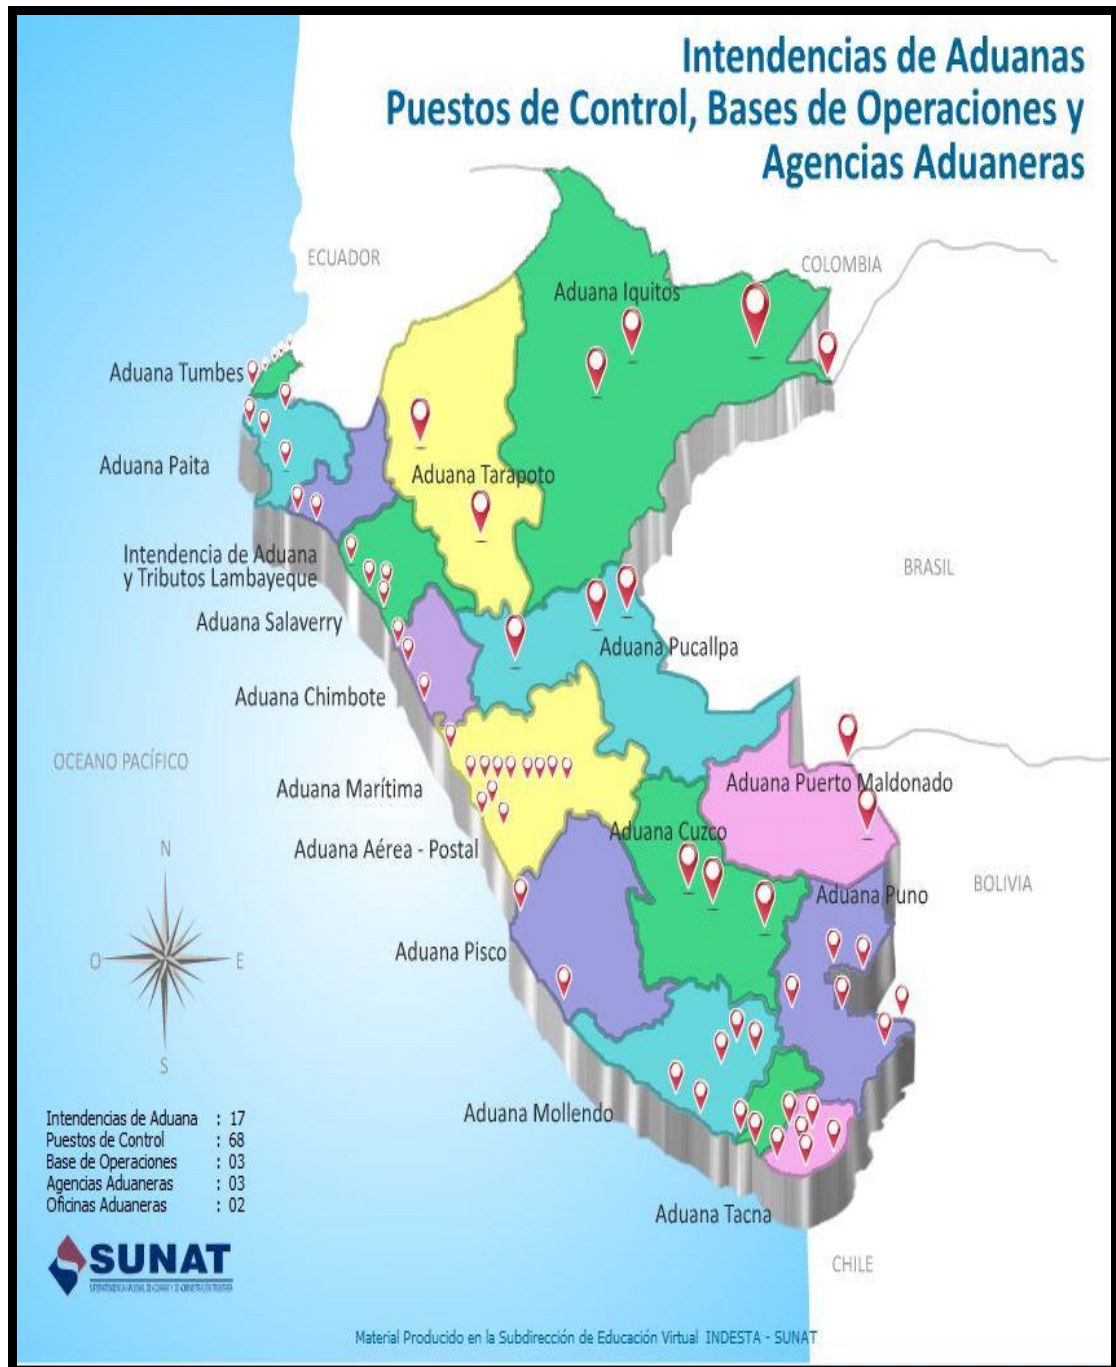 Intendencias de Aduanas
Puestos de Control, Bases de Operaciones y
Agencias Aduaneras
ECUADOR
COLOMBIA
Aduana Iquitos
Aduana Tumbes
Aduana Paita
Aduana Tarapoto
Intendencia de Aduana
y Tributos Lambayeque
BRASIL
Aduana Salaverry
Aduana Pucallpa
Aduana Chimbote
OCEANO PACÍFICO
Aduana Marítima
Aduana Puerto Maldonado
Aduana Cuzco
Aduana Aérea - Postal
N
BOLIVIA
Aduana Puno
Aduana Pisco
O
E
S
Aduana Mollendo
Intendencias de Aduana : 17
Puestos de Control : 68
Base de Operaciones : 03
Agencias Aduaneras : 03
Oficinas Aduaneras : 02
Aduana Tacna
SUNAT
CHILE
Material Producido en la Subdirección de Educación Virtual INDESTA - SUNAT